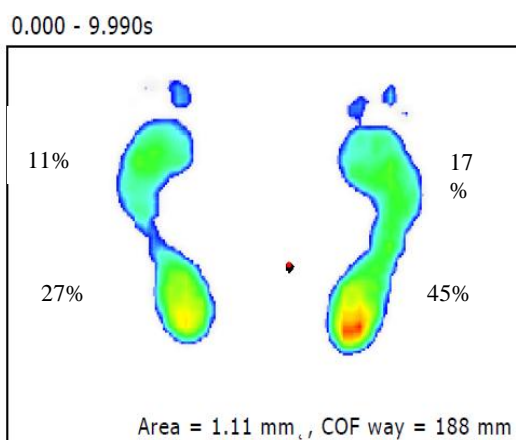 0.000 - 9.990s
11%
17
%
27%
45%
Area = 1.11 mm, , COF way = 188 mm